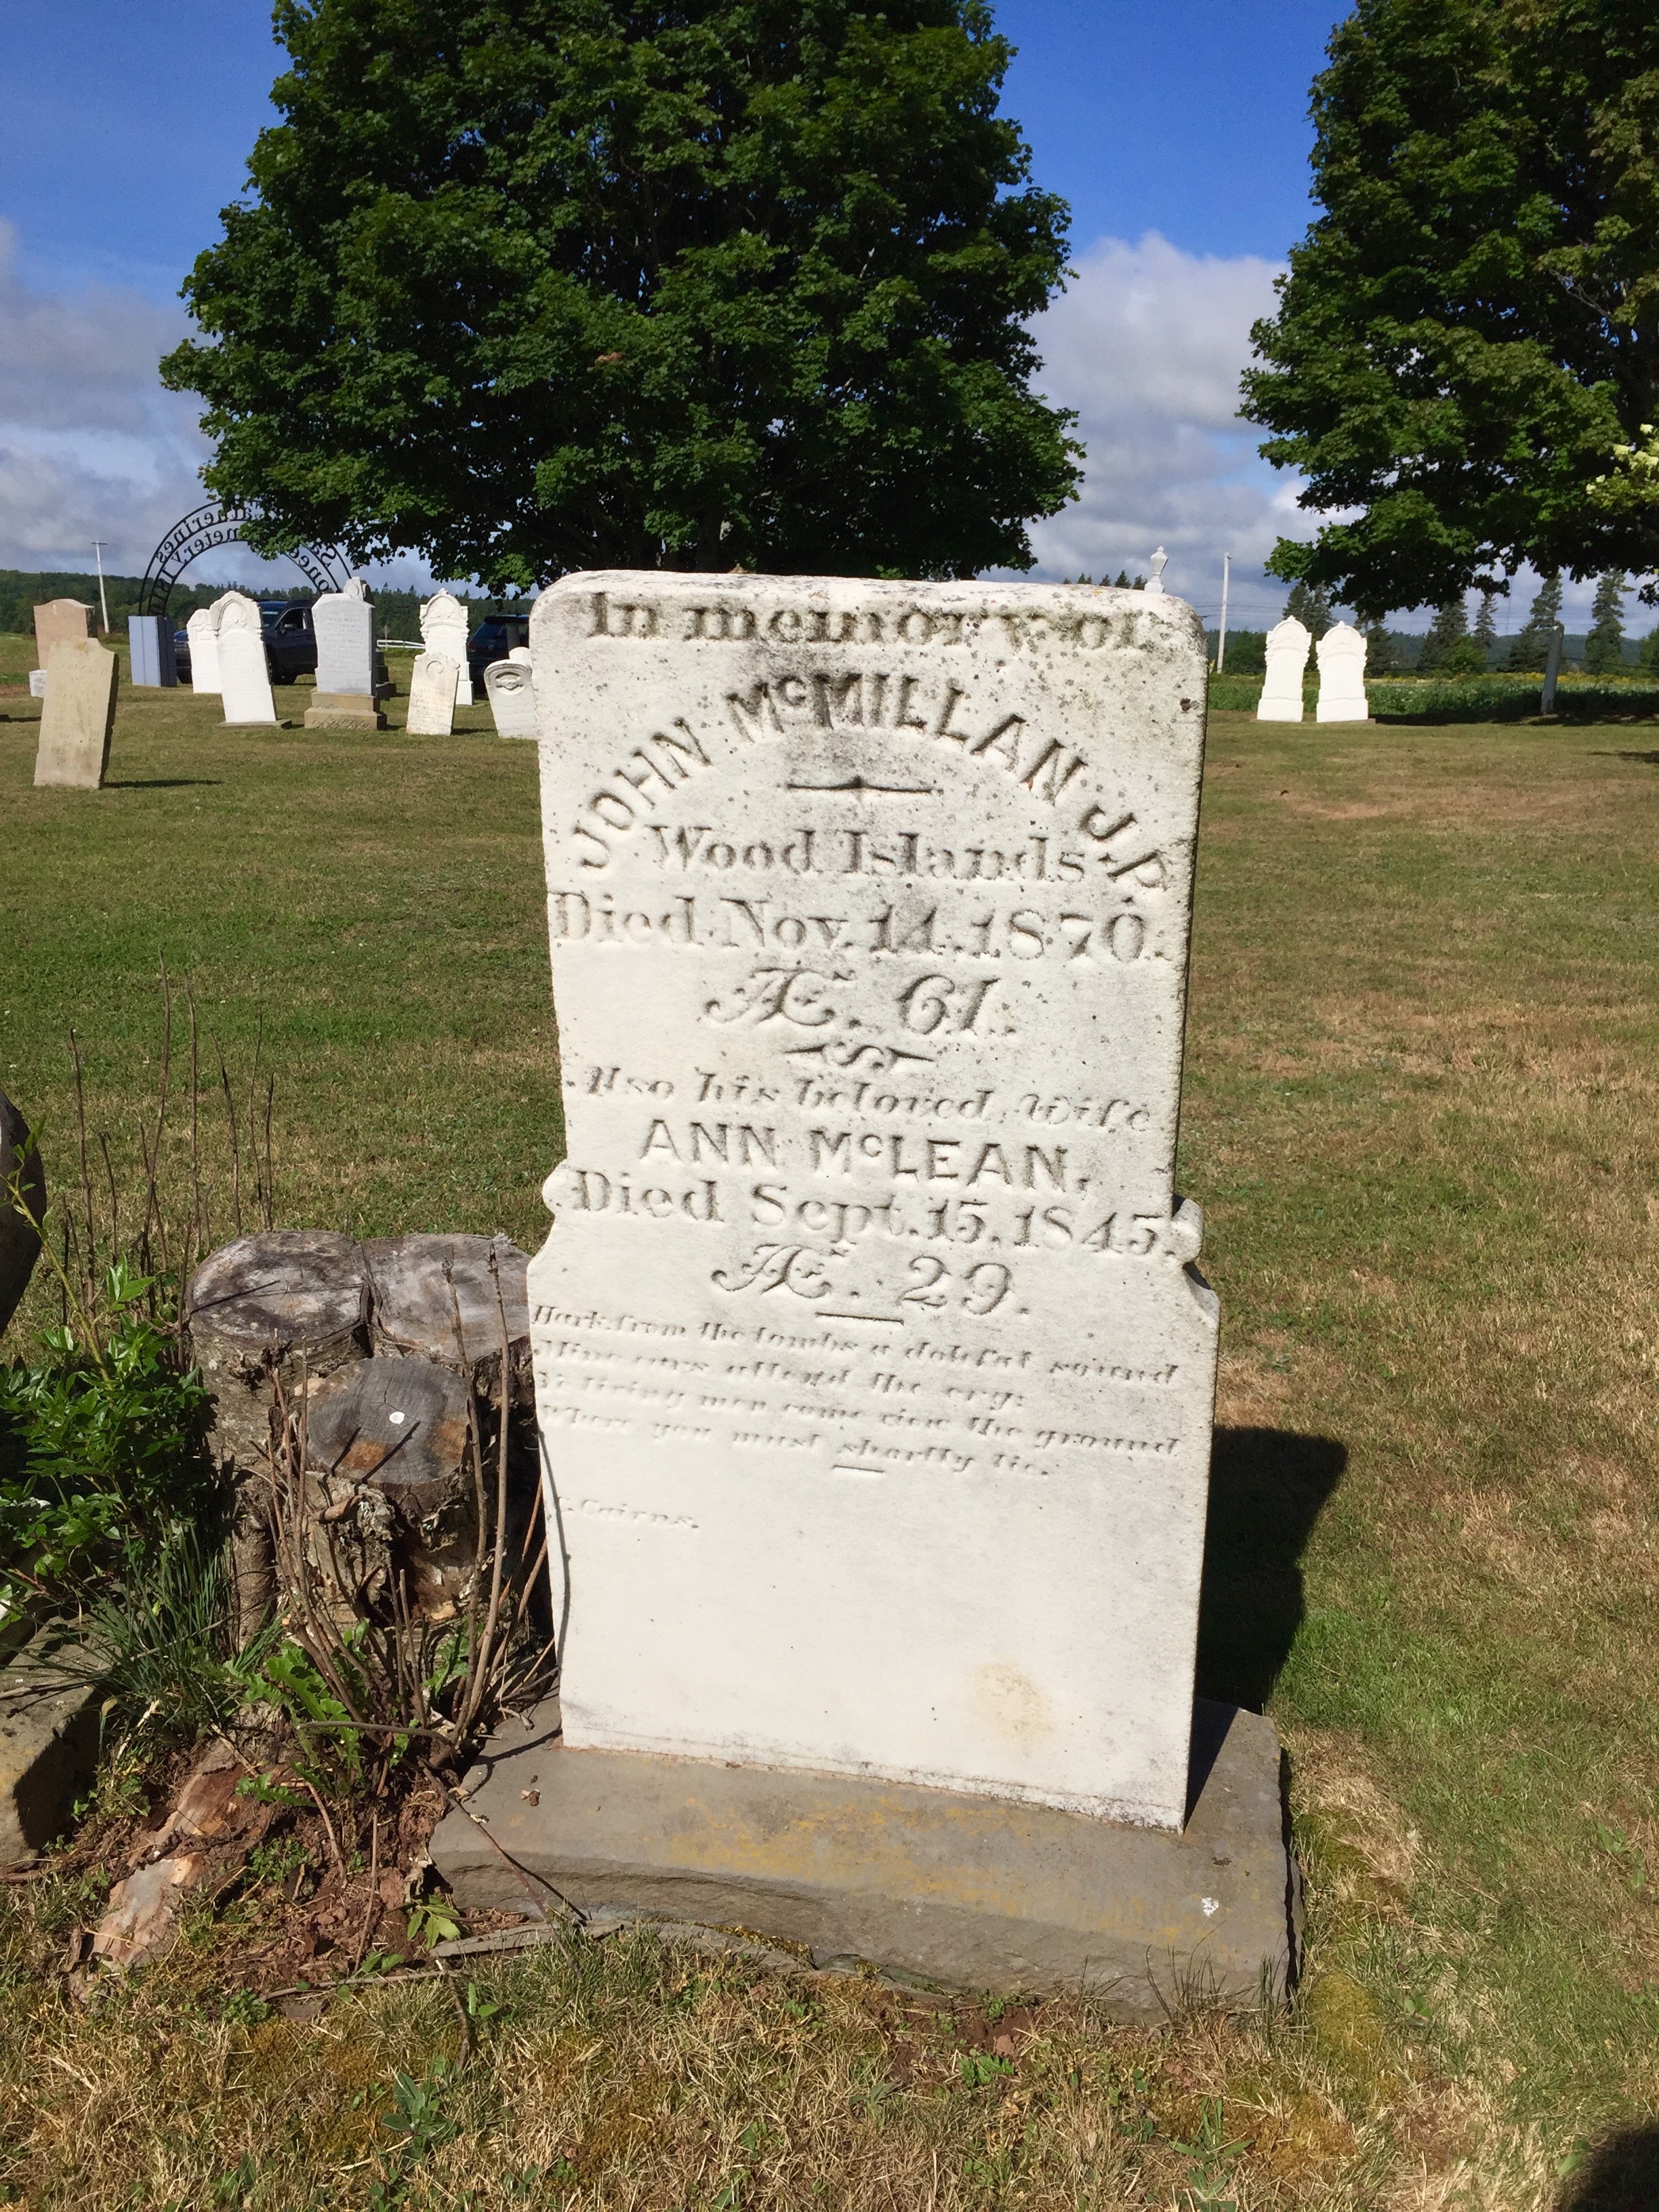 In memory of
JOHN McMILLAN J.P.
Wood Islands
Died Nov. 14. 1870.
Æt. 61.
Also his beloved Wife
ANN McLEAN,
Died Sept. 15. 1845.
Æt. 29.
Hark from the tombs a doleful sound
Mine ears attend the cry:
Ye living men come view the ground
Where you must shortly lie.
Cairns.